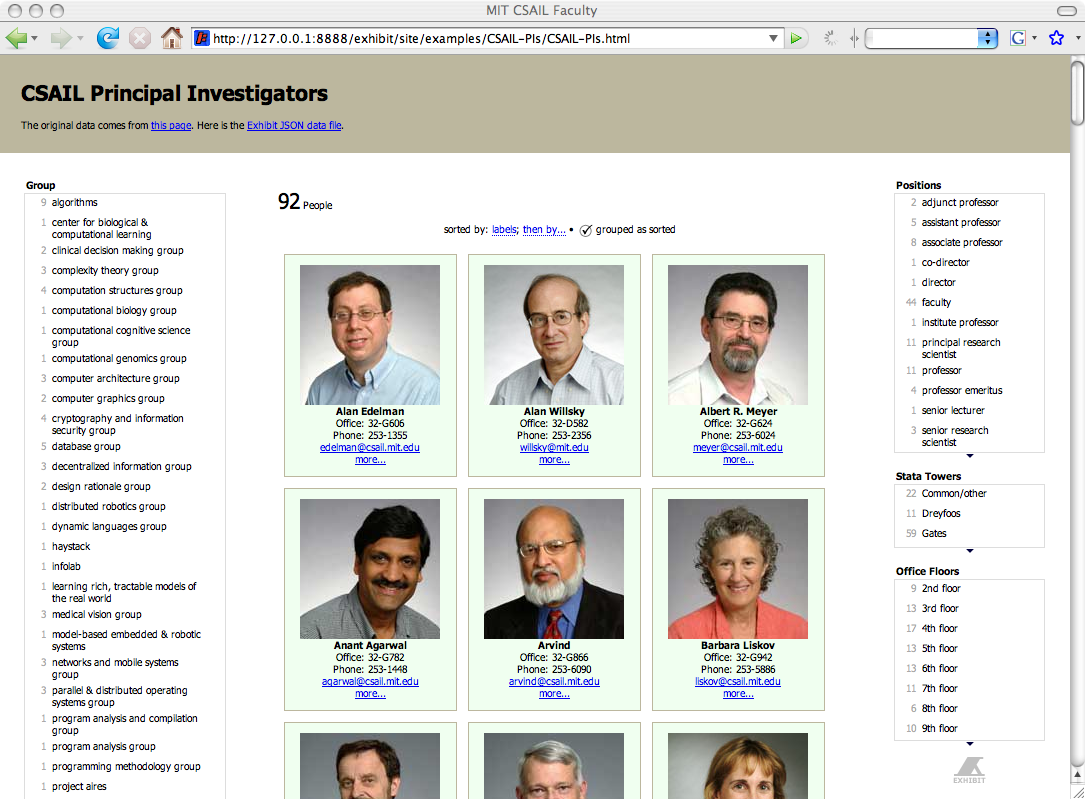 MIT CSAIL Faculty
http://127.0.0.1:8888/exhibit/site/examples/CSAIL-PIs/CSAIL-PIs.html
G
CSAIL Principal Investigators
The original data comes from this page. Here is the Exhibit JSON data file.
Group
9 algorithms
1 center for biological &
computational learning
2 clinical decision making group
3 complexity theory group
4 computation structures group
1 computational biology group
1 computational cognitive science
group
1 computational genomics group
3 computer architecture group
2 computer graphics group
4 cryptography and information
security group
5 database group
3 decentralized information group
2 design rationale group
1 distributed robotics group
1 dynamic languages group
1 haystack
1 infolab
1 learning rich, tractable models of
the real world
3 medical vision group
1 model-based embedded & robotic
systems
3 networks and mobile systems
group
3 parallel & distributed operating
systems group
1 program analysis and compilation
group
1 program analysis group
1 programming methodology group
1 project aires
92 People
sorted by: labels; then by... • grouped as sorted
Alan Edelman
Office: 32-G606
Phone: 253-1355
edelman@csail.mit.edu
more...
Alan Willsky
Office: 32-D582
Phone: 253-2356
willsky@mit.edu
more...
Albert R. Meyer
Office: 32-G624
Phone: 253-6024
meyer@csail.mit.edu
more...
Anant Agarwal
Office: 32-G782
Phone: 253-1448
agarwal@csail.mit.edu
more...
Arvind
Office: 32-G866
Phone: 253-6090
arvind@csail.mit.edu
more...
Barbara Liskov
Office: 32-G942
Phone: 253-5886
liskov@csail.mit.edu
more...
Positions
2 adjunct professor
5 assistant professor
8 associate professor
1 co-director
1 director
44 faculty
1 institute professor
11 principal research
scientist
11 professor
4 professor emeritus
1 senior lecturer
3 senior research
scientist
Stata Towers
22 Common/other
11 Dreyfoos
59 Gates
Office Floors
9 2nd floor
13 3rd floor
17 4th floor
13 5th floor
13 6th floor
11 7th floor
6 8th floor
10 9th floor
EXHIBIT